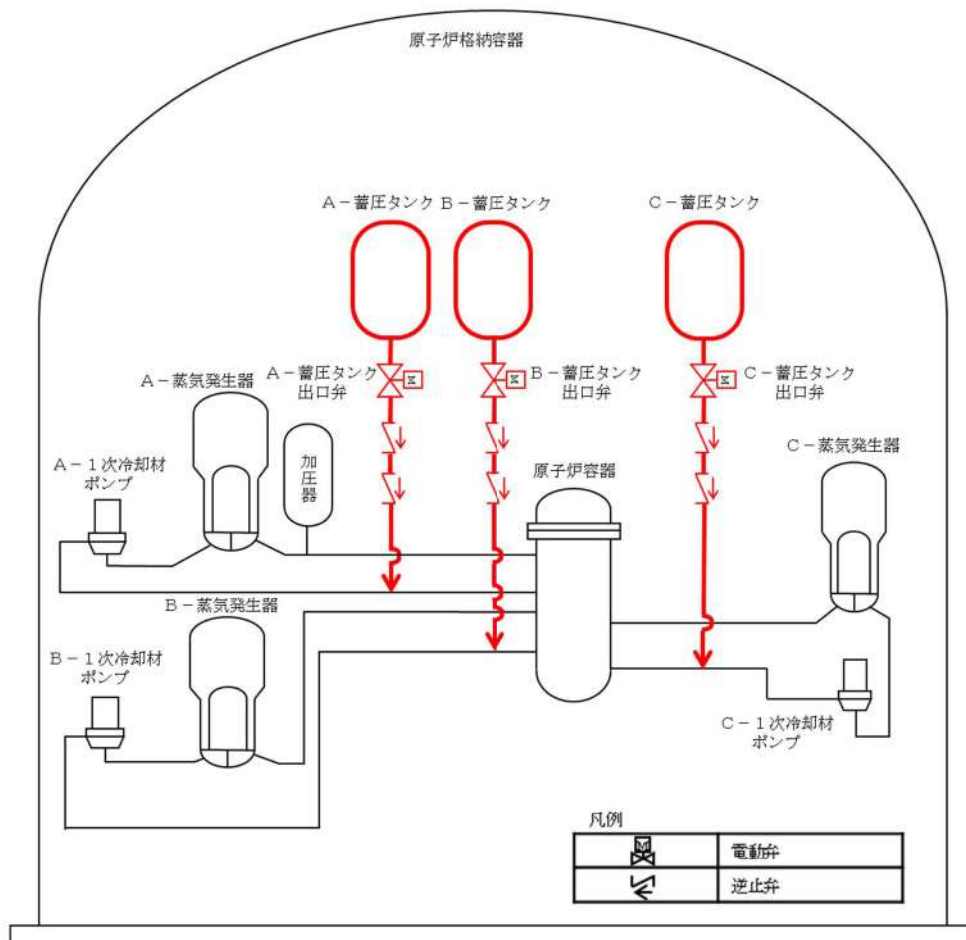 原子炉格納容器
A－蓄圧タンク
B－蓄圧タンク
C－蓄圧タンク
A－蓄圧タンク
出口弁
M
B－蓄圧タンク
出口弁
M
C－蓄圧タンク
出口弁
M
A－蒸気発生器
加圧器
A－1次冷却材
ポンプ
原子炉容器
C－蒸気発生器
B－蒸気発生器
B－1次冷却材
ポンプ
C－1次冷却材
ポンプ
凡例
M
電動弁
逆止弁